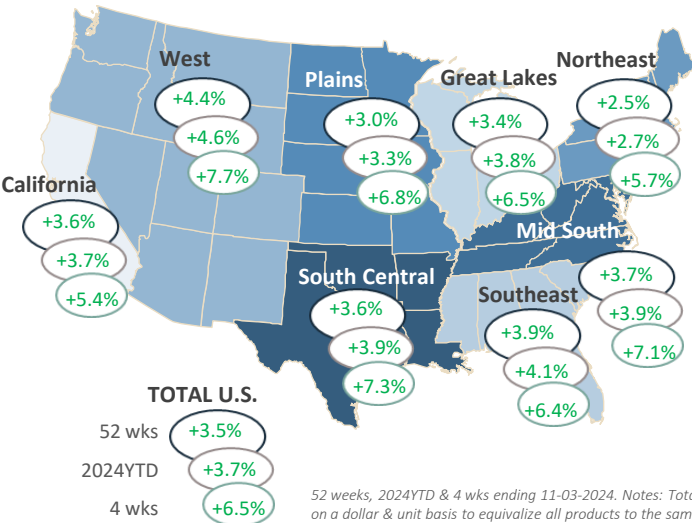 West
+4.4%
+4.6%
+7.7%
Plains
+3.0%
+3.3%
+6.8%
Great Lakes
+3.4%
+3.8%
+6.5%
Northeast
+2.5%
+2.7%
+5.7%
California
+3.6%
+3.7%
+5.4%
Mid South
+3.7%
+3.9%
+7.1%
South Central
+3.6%
+3.9%
+7.3%
Southeast
+3.9%
+4.1%
+6.4%
TOTAL U.S.
52 wks +3.5%
2024YTD +3.7%
4 wks +6.5%
52 weeks, 2024YTD & 4 wks ending 11-03-2024. Notes: Tota
on a dollar & unit basis to equivalize all products to the sam